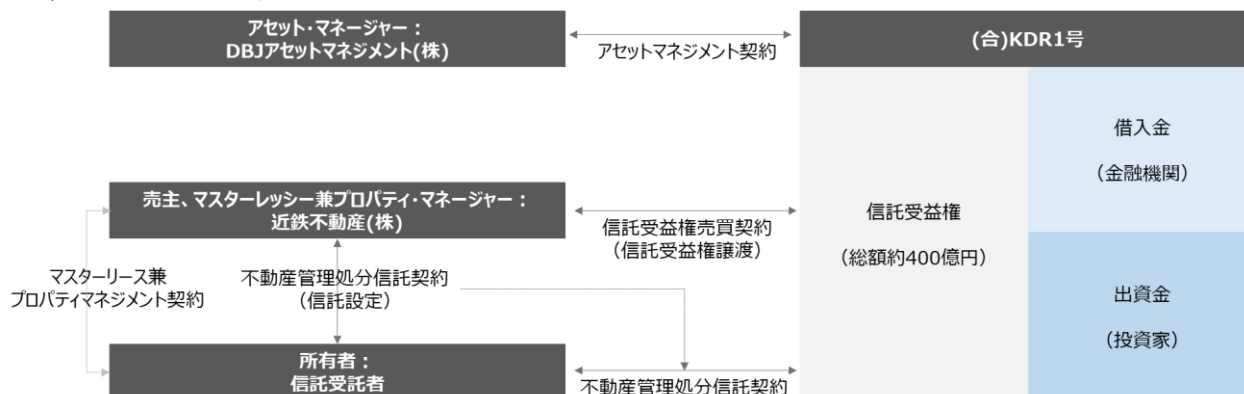 アセット・マネージャー：
DBJアセットマネジメント(株)
アセットマネジメント契約
(合)KDR1号
借入金
（金融機関）
売主、マスターレッシー兼プロパティ・マネージャー：
近鉄不動産(株)
信託受益権売買契約
（信託受益権譲渡）
信託受益権
（総額約400億円）
マスターリース兼
プロパティマネジメント契約
不動産管理処分信託契約
（信託設定）
出資金
（投資家）
所有者：
信託受託者
不動産管理処分信託契約